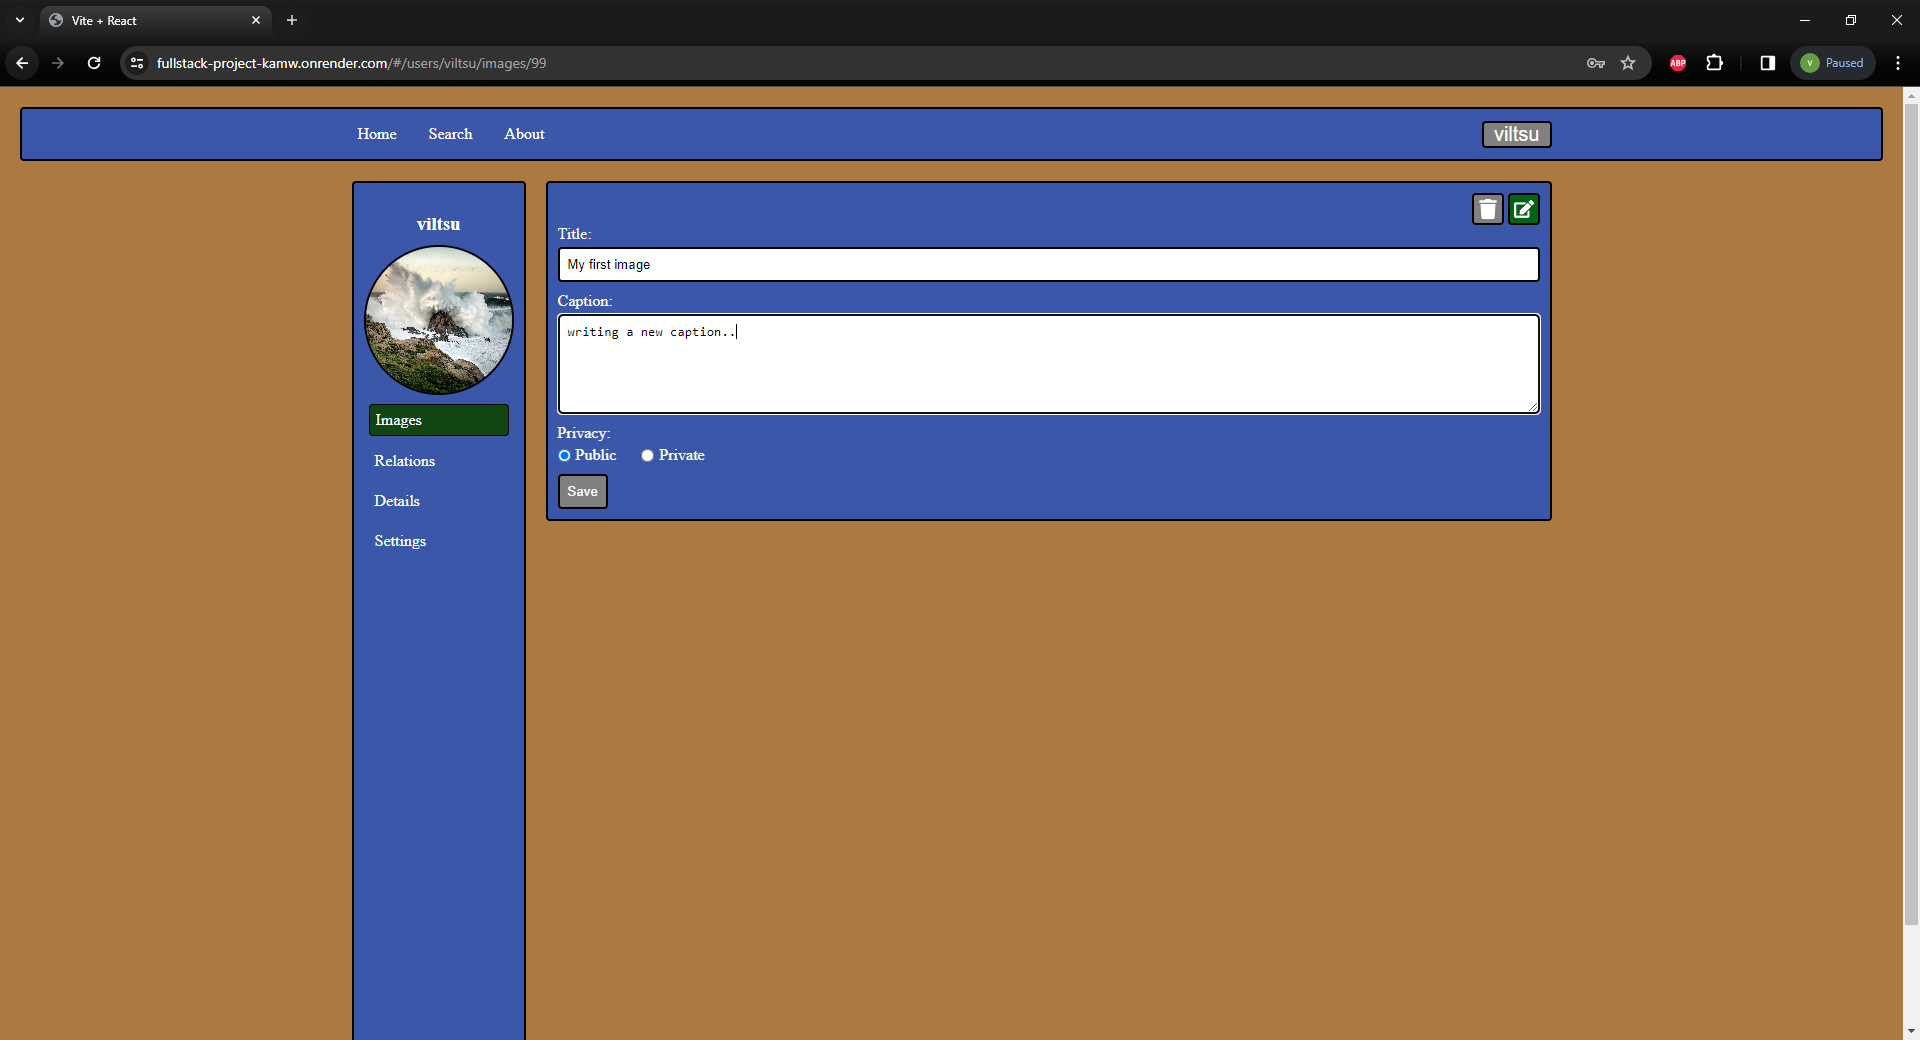 Vite + React
fullstack-project-kamw.onrender.com/#/users/viltsu/images/99
ABP
V Paused
Home Search About viltsu
viltsu
Images
Relations
Details
Settings
Title:
My first image
Caption:
writing a new caption..
Privacy:
Public Private
Save